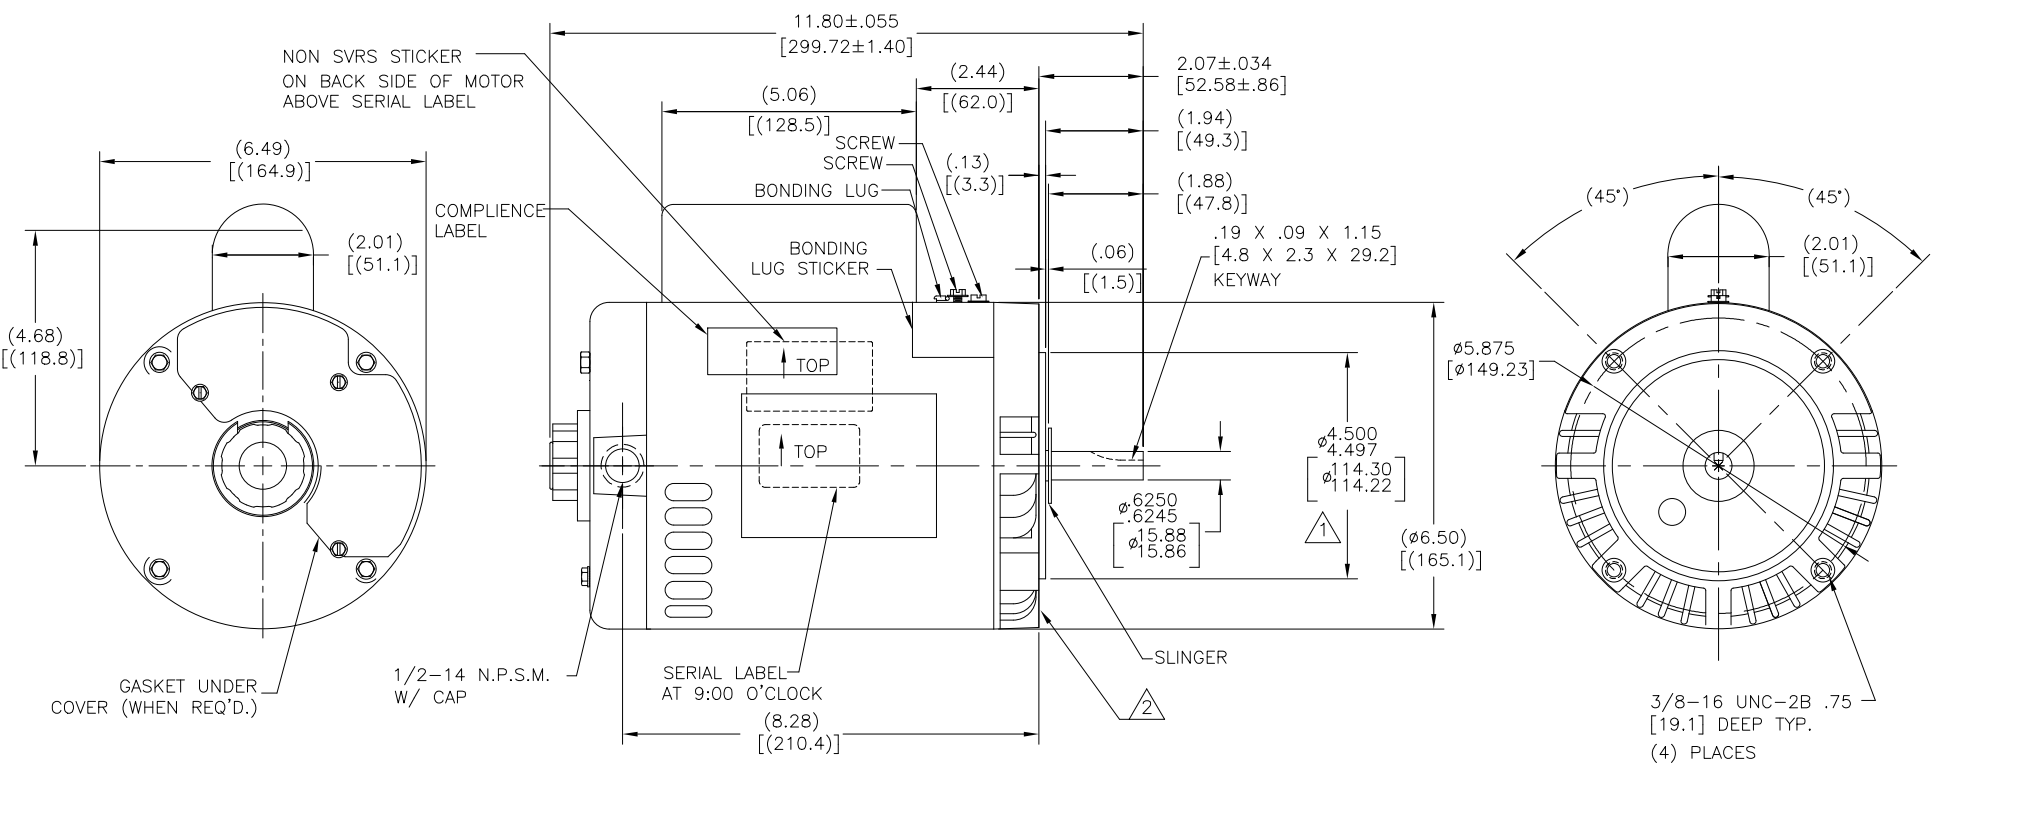 11.80±.055
[299.72±1.40]
NON SVRS STICKER
ON BACK SIDE OF MOTOR
ABOVE SERIAL LABEL
(2.44)
[(62.0)]
2.07±.034
[52.58±.86]
(5.06)
[(128.5)]
(1.94)
[(49.3)]
SCREW
SCREW
BONDING LUG
(.13)
[(3.3)]
(1.88)
[(47.8)]
(6.49)
[(164.9)]
COMPLIENCE
LABEL
BONDING
LUG STICKER
(.06)
[(1.5)]
.19 X .09 X 1.15
[4.8 X 2.3 X 29.2]
KEYWAY
(2.01)
[(51.1)]
(4.68)
[(118.8)]
TOP
TOP
ø4.500
4.497
[ø114.30
114.22]
1
ø.6250
.6245
[ø15.88
15.86]
(ø6.50)
[(165.1)]
(45°)
(45°)
(2.01)
[(51.1)]
ø5.875
[ø149.23]
GASKET UNDER
COVER (WHEN REQ'D.)
1/2-14 N.P.S.M.
W/ CAP
SERIAL LABEL
AT 9:00 O'CLOCK
(8.28)
[(210.4)]
SLINGER
2
3/8-16 UNC-2B .75
[19.1] DEEP TYP.
(4) PLACES